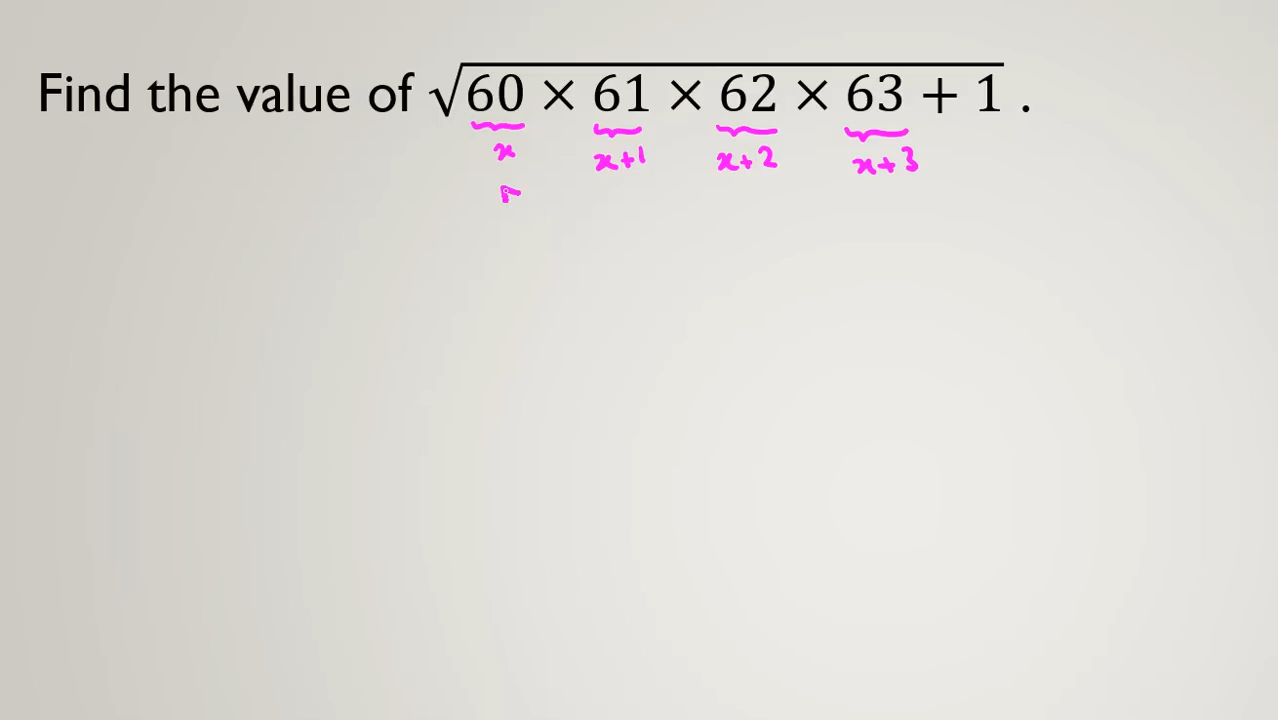 Find the value of √60 × 61 × 62 × 63 + 1 .
x x+1 x+2 x+3